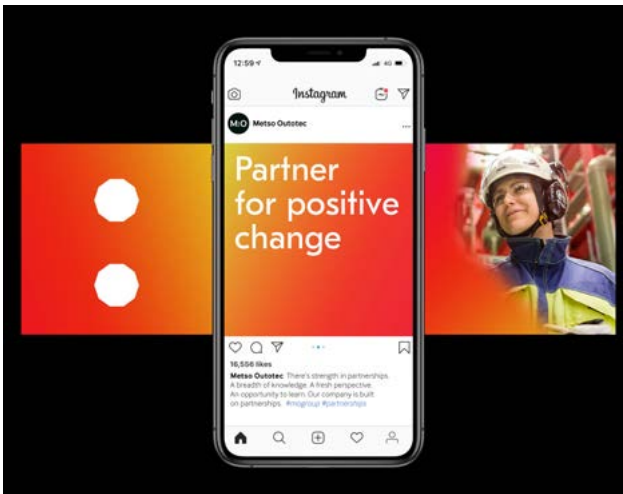 12:59
4G
Instagram
M:O
Metso Outotec
...
Partner
for positive
change
16,556 likes
Metso Outotec There's strength in partnerships.
A breadth of knowledge. A fresh perspective.
An opportunity to learn. Our company is built
on partnerships. #mogroup #partnerships